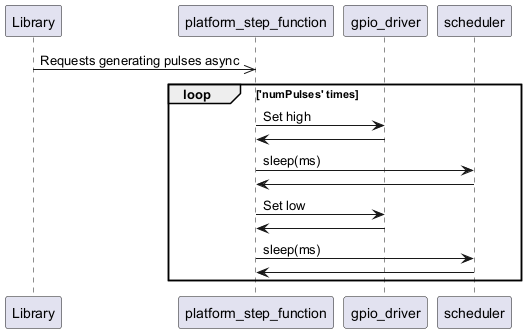 Library platform_step_function gpio_driver scheduler
Requests generating pulses async
loop ['numPulses' times]
Set high
sleep(ms)
Set low
sleep(ms)
Library platform_step_function gpio_driver scheduler